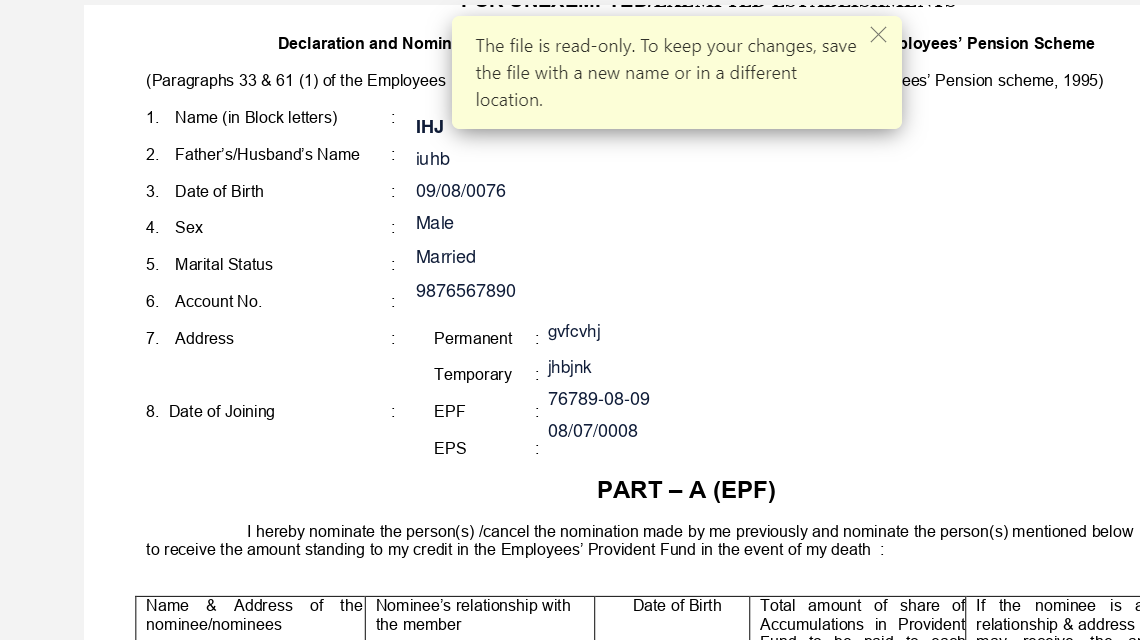 Declaration and Nomin
ployees' Pension Scheme
The file is read-only. To keep your changes, save
the file with a new name or in a different
location.
(Paragraphs 33 & 61 (1) of the Employees
ees' Pension scheme, 1995)
1. Name (in Block letters) : IHJ
2. Father's/Husband's Name : iuhb
3. Date of Birth : 09/08/0076
4. Sex : Male
5. Marital Status : Married
6. Account No. : 9876567890
7. Address : Permanent : gvfcvhj
Temporary : jhbjnk
8. Date of Joining : EPF : 76789-08-09
EPS : 08/07/0008
PART – A (EPF)
I hereby nominate the person(s) /cancel the nomination made by me previously and nominate the person(s) mentioned below
to receive the amount standing to my credit in the Employees' Provident Fund in the event of my death :
Name & Address of the
nominee/nominees
Nominee's relationship with
the member
Date of Birth
Total amount of share of
Accumulations in Provident
If the nominee is a
relationship & address